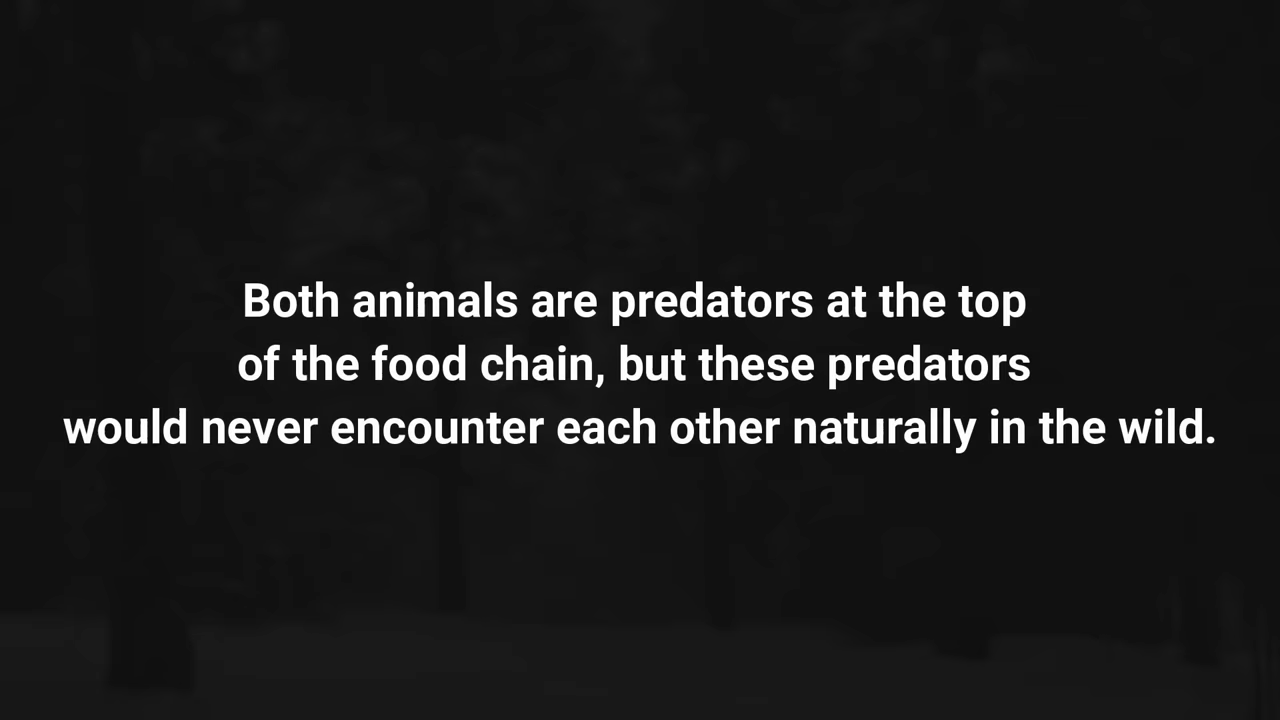 Both animals are predators at the top
of the food chain, but these predators
would never encounter each other naturally in the wild.